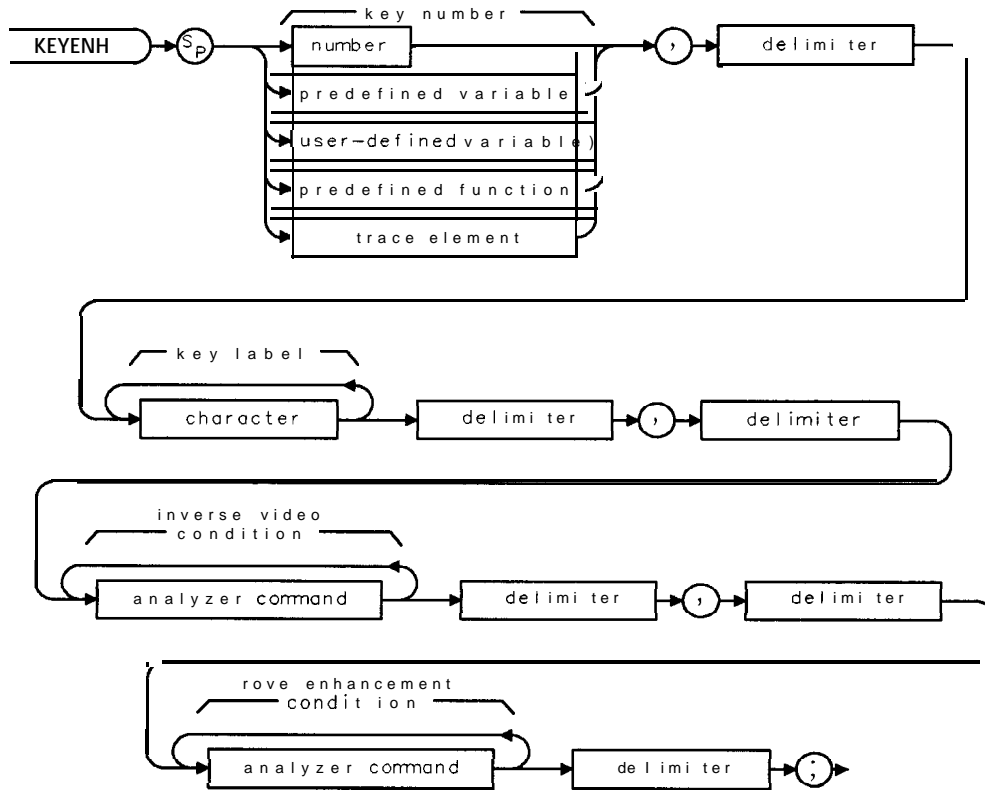 key number
KEYENH SP number , delimiter
predefined variable
(user-defined variable)
predefined function
trace element
key label
character delimiter , delimiter
inverse video
condition
analyzer command delimiter , delimiter
rove enhancement
condition
analyzer command delimiter ;